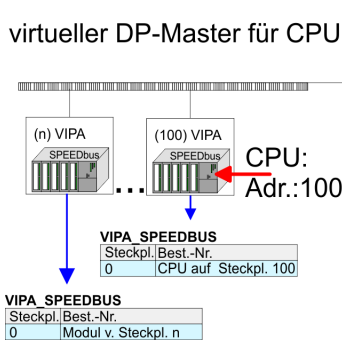 virtueller DP-Master für CPU
(n) VIPA
(100) VIPA
SPEEDbus
SPEEDbus
CPU:
Adr.:100
...
VIPA_SPEEDBUS
Steckpl. Best.-Nr.
0 CPU auf Steckpl. 100
VIPA_SPEEDBUS
Steckpl. Best.-Nr.
0 Modul v. Steckpl. n